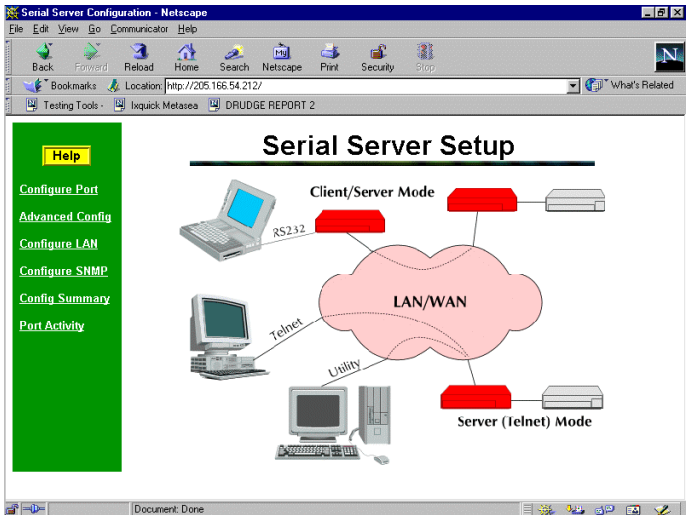 Serial Server Configuration - Netscape
File Edit View Go Communicator Help
Back Forward Reload Home Search Netscape Print Security Stop
My
N
Bookmarks Location: http://205.166.54.212/ What's Related
Testing Tools - Ixquick Metasea DRUDGE REPORT 2
Help
Configure Port
Advanced Config
Configure LAN
Configure SNMP
Config Summary
Port Activity
Serial Server Setup
Client/Server Mode
RS232
LAN/WAN
Telnet
Utility
Server (Telnet) Mode
Document: Done